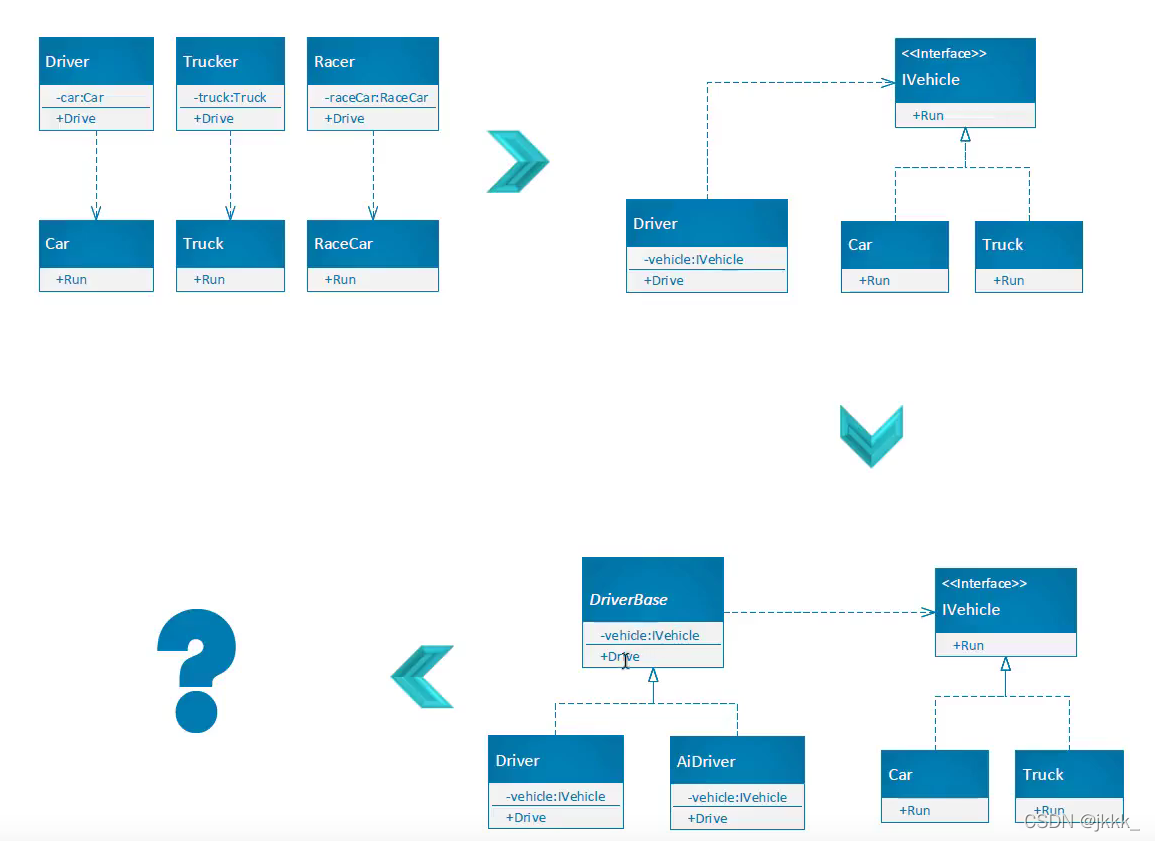 Driver
-car:Car
+Drive
Trucker
-truck:Truck
+Drive
Racer
-raceCar:RaceCar
+Drive
Car
+Run
Truck
+Run
RaceCar
+Run
<<Interface>>
IVehicle
+Run
Driver
-vehicle:IVehicle
+Drive
Car
+Run
Truck
+Run
DriverBase
-vehicle:IVehicle
+Drive
<<Interface>>
IVehicle
+Run
Driver
-vehicle:IVehicle
+Drive
AiDriver
-vehicle:IVehicle
+Drive
Car
+Run
Truck
+Run
?
CSDN @jkkk_